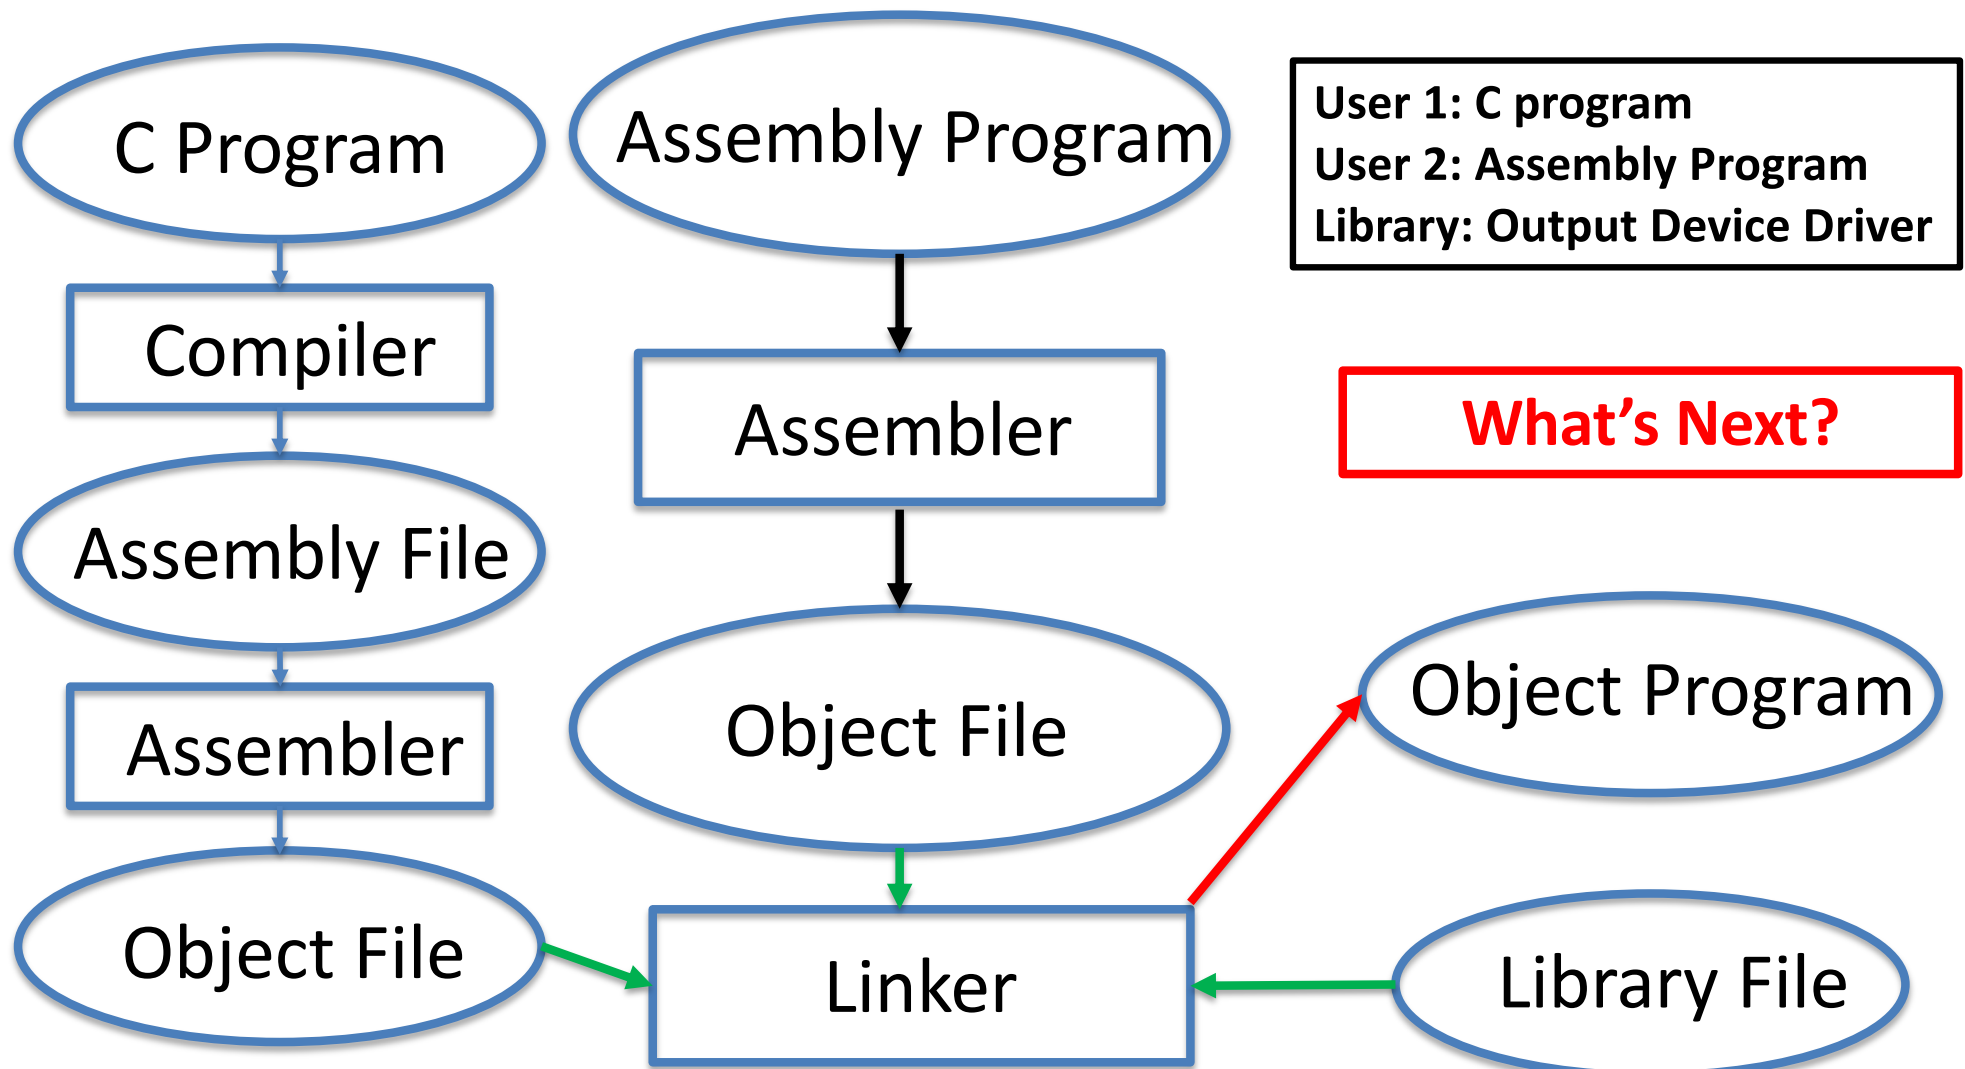 C Program
Compiler
Assembly File
Assembler
Object File
Assembly Program
Assembler
Object File
Linker
User 1: C program
User 2: Assembly Program
Library: Output Device Driver
What’s Next?
Object Program
Library File